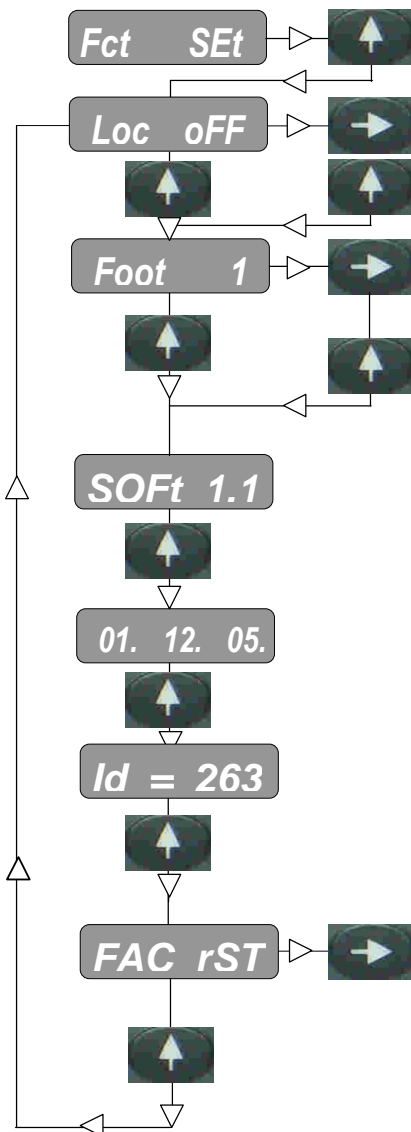 Fct SEt
Loc oFF
Foot 1
SOFt 1.1
01. 12. 05.
Id = 263
FAC rST